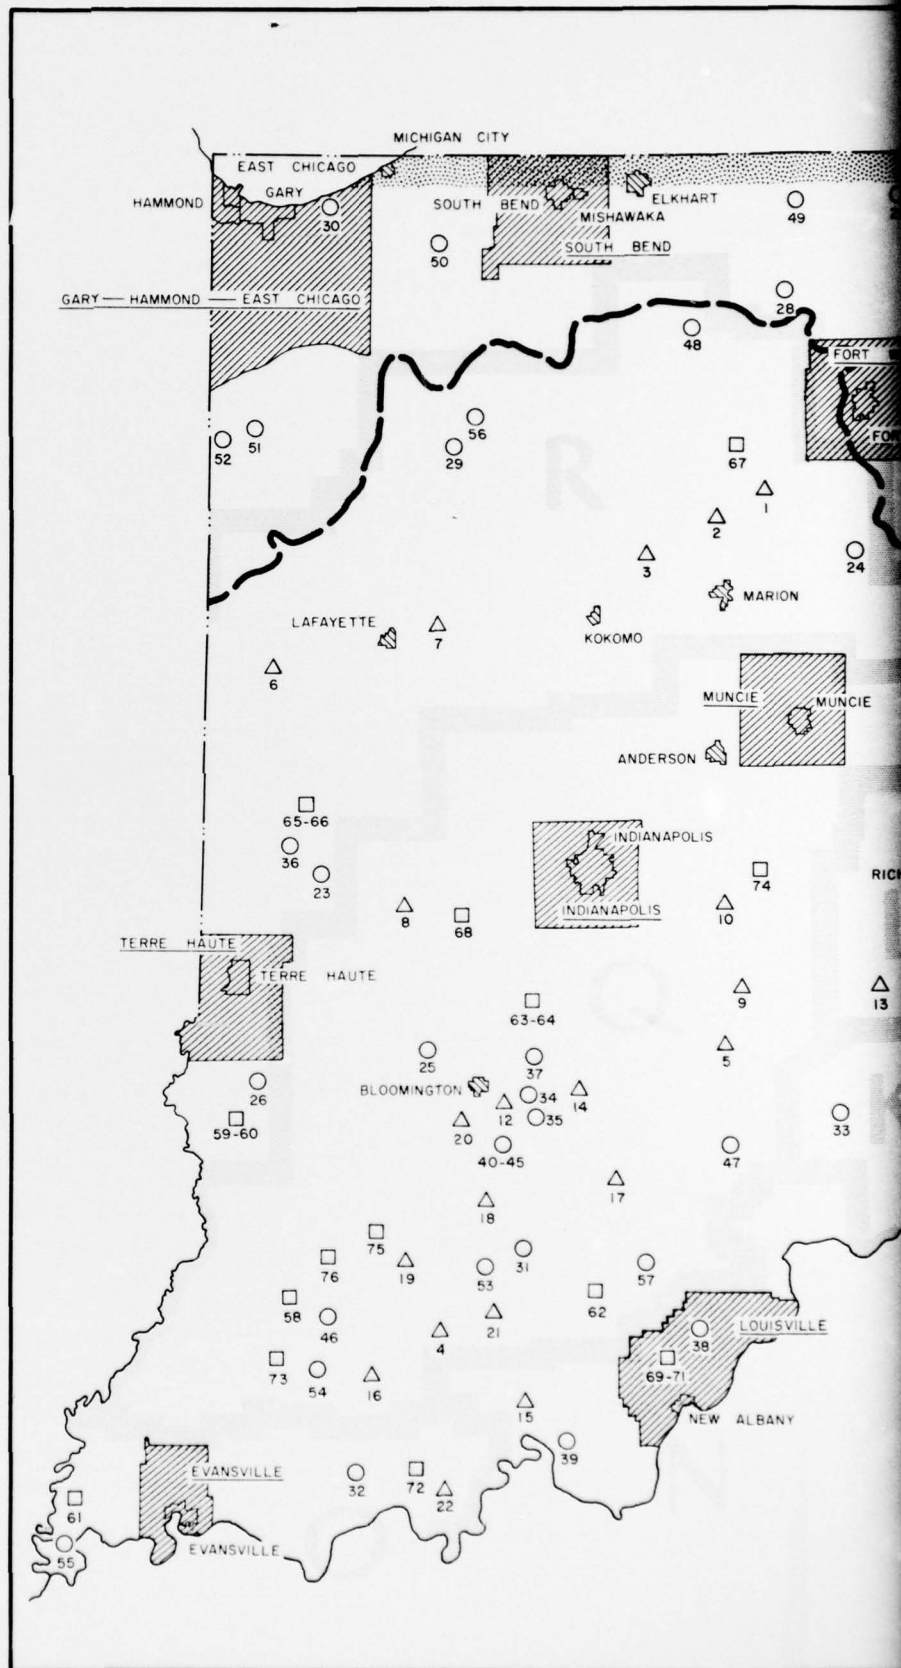 MICHIGAN CITY
EAST CHICAGO
GARY
HAMMOND
30
SOUTH BEND
ELKHART
MISHAWAKA
SOUTH BEND
49
50
GARY — HAMMOND — EAST CHICAGO
28
48
FORT
52
51
56
29
67
FOR
1
2
3
24
MARION
LAFAYETTE
7
KOKOMO
6
MUNCIE
MUNCIE
ANDERSON
65-66
36
23
INDIANAPOLIS
74
RICH
8
68
INDIANAPOLIS
10
TERRE HAUTE
TERRE HAUTE
9
13
63-64
5
25
37
BLOOMINGTON
26
34
14
12
35
59-60
20
33
40-45
47
17
18
75
31
76
19
53
57
58
62
46
21
4
38
LOUISVILLE
73
54
16
69-71
15
NEW ALBANY
39
EVANSVILLE
32
72
22
61
55
EVANSVILLE